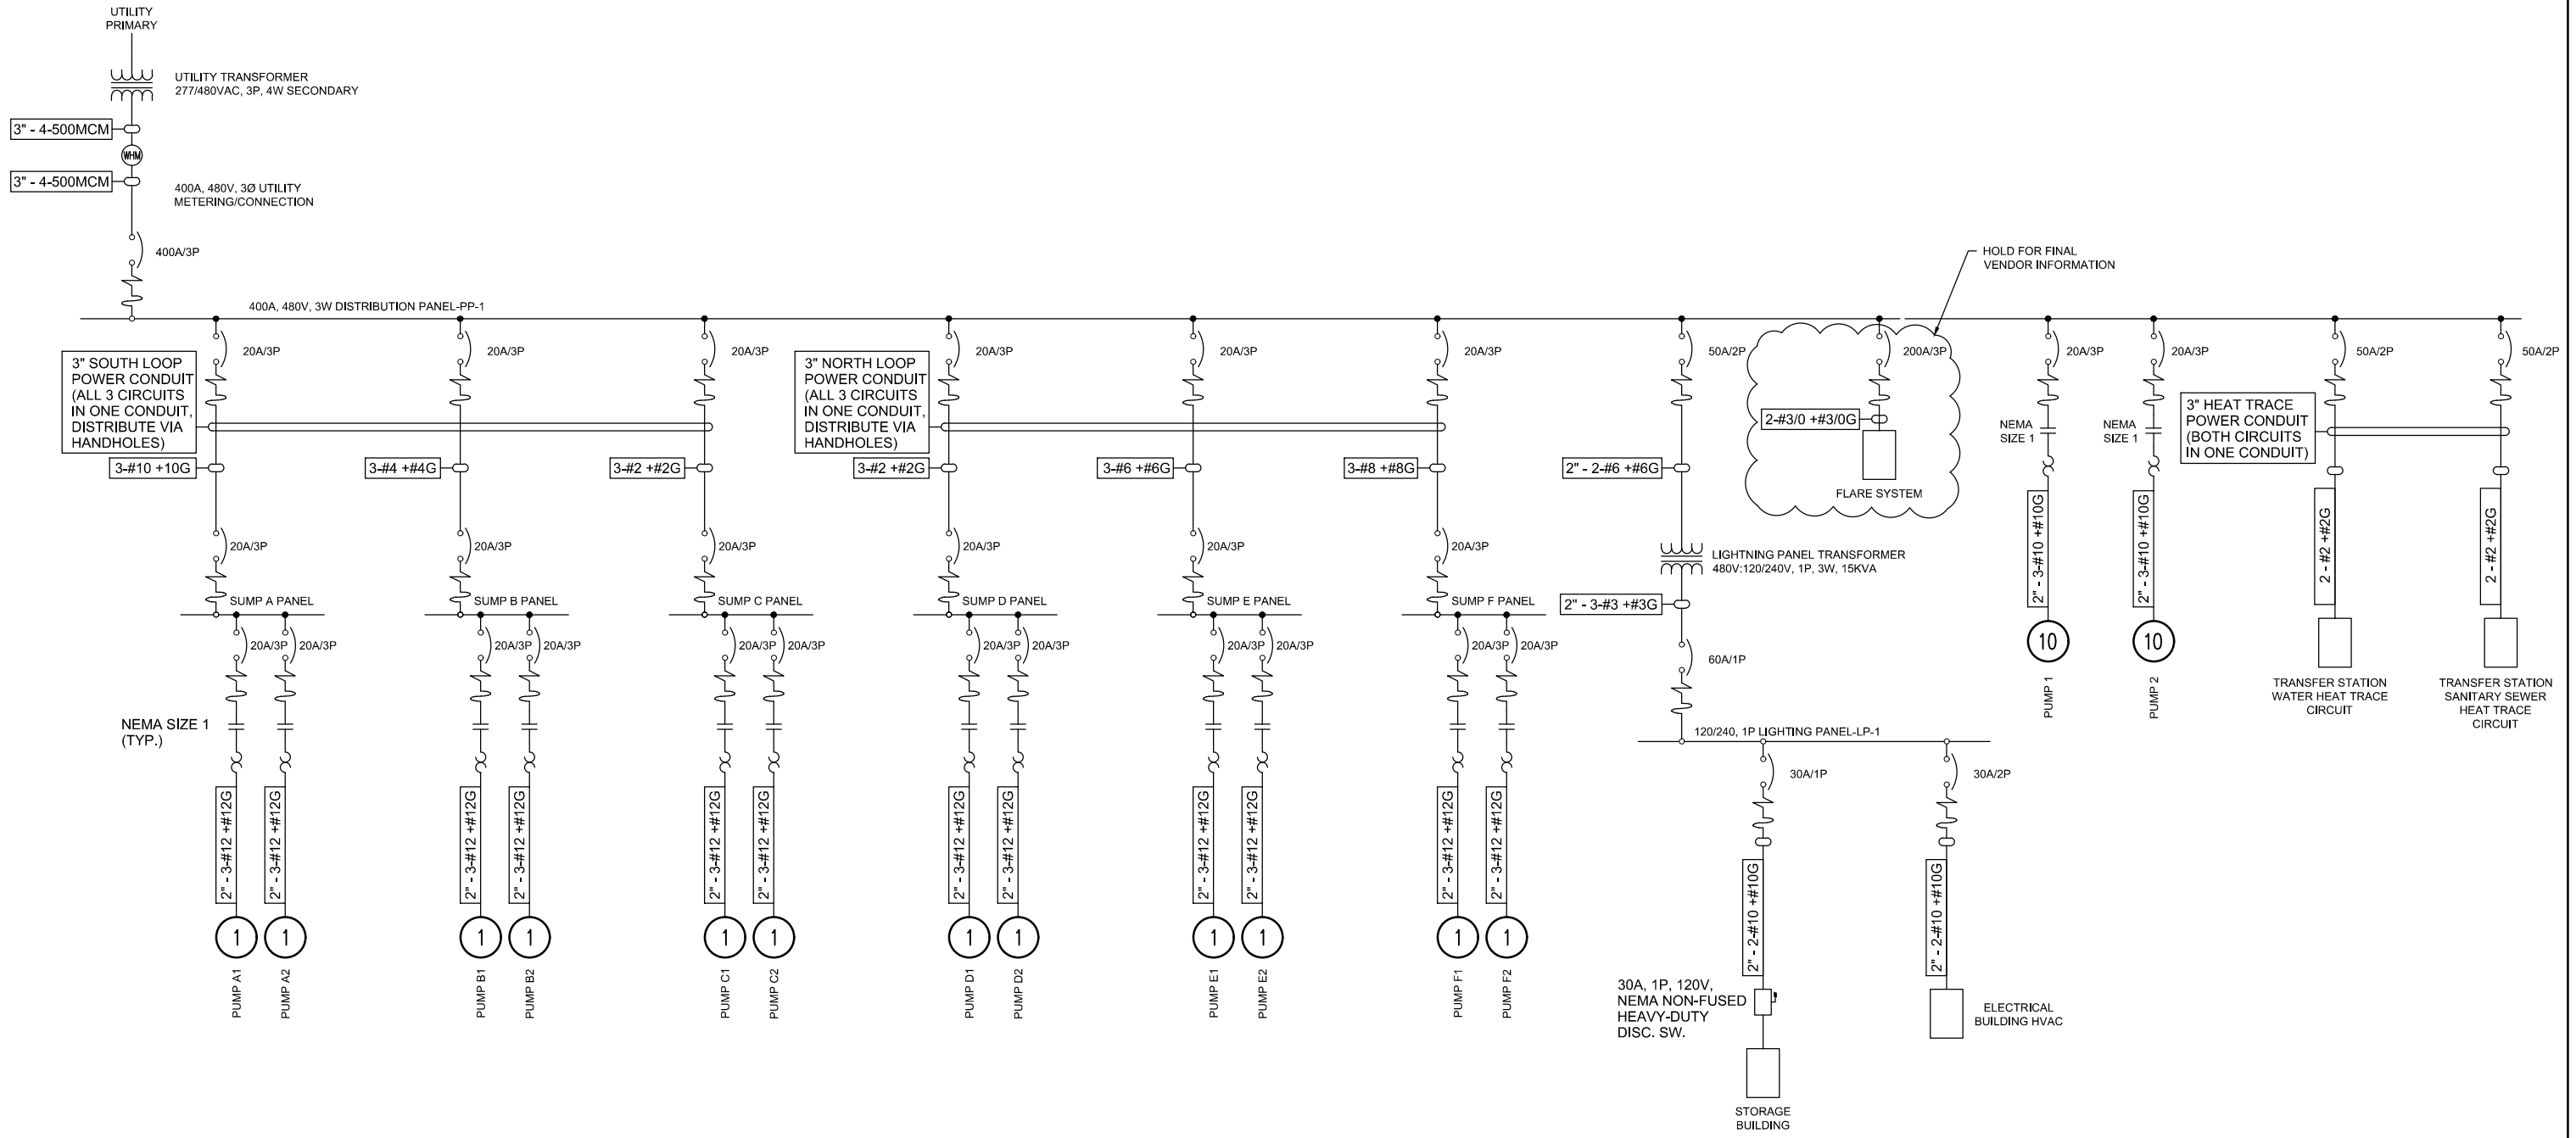 UTILITY
PRIMARY
UTILITY TRANSFORMER
277/480VAC, 3P, 4W SECONDARY
3" - 4-500MCM
WHM
3" - 4-500MCM
400A, 480V, 3Ø UTILITY
METERING/CONNECTION
400A/3P
HOLD FOR FINAL
VENDOR INFORMATION
400A, 480V, 3W DISTRIBUTION PANEL-PP-1
20A/3P
20A/3P
20A/3P
20A/3P
20A/3P
20A/3P
50A/2P
200A/3P
20A/3P
20A/3P
50A/2P
50A/2P
3" SOUTH LOOP
POWER CONDUIT
(ALL 3 CIRCUITS
IN ONE CONDUIT,
DISTRIBUTE VIA
HANDHOLES)
3" NORTH LOOP
POWER CONDUIT
(ALL 3 CIRCUITS
IN ONE CONDUIT,
DISTRIBUTE VIA
HANDHOLES)
2-#3/0 +#3/0G
FLARE SYSTEM
NEMA
SIZE 1
NEMA
SIZE 1
3" HEAT TRACE
POWER CONDUIT
(BOTH CIRCUITS
IN ONE CONDUIT)
3-#10 +10G
3-#4 +#4G
3-#2 +#2G
3-#2 +#2G
3-#6 +#6G
3-#8 +#8G
2" - 2-#6 +#6G
2" - 3-#10 +#10G
2" - 3-#10 +#10G
2 - #2 +#2G
2 - #2 +#2G
20A/3P
20A/3P
20A/3P
20A/3P
20A/3P
20A/3P
LIGHTNING PANEL TRANSFORMER
480V:120/240V, 1P, 3W, 15KVA
2" - 3-#3 +#3G
SUMP A PANEL
SUMP B PANEL
SUMP C PANEL
SUMP D PANEL
SUMP E PANEL
SUMP F PANEL
20A/3P
20A/3P
20A/3P
20A/3P
20A/3P
20A/3P
20A/3P
20A/3P
20A/3P
20A/3P
20A/3P
20A/3P
60A/1P
10
10
PUMP 1
PUMP 2
TRANSFER STATION
WATER HEAT TRACE
CIRCUIT
TRANSFER STATION
SANITARY SEWER
HEAT TRACE
CIRCUIT
NEMA SIZE 1
(TYP.)
120/240, 1P LIGHTING PANEL-LP-1
30A/1P
30A/2P
2" - 3-#12 +#12G
2" - 3-#12 +#12G
2" - 3-#12 +#12G
2" - 3-#12 +#12G
2" - 3-#12 +#12G
2" - 3-#12 +#12G
2" - 3-#12 +#12G
2" - 3-#12 +#12G
2" - 3-#12 +#12G
2" - 3-#12 +#12G
2" - 3-#12 +#12G
2" - 3-#12 +#12G
2" - 2-#10 +#10G
2" - 2-#10 +#10G
1
1
1
1
1
1
1
1
1
1
1
1
PUMP A1
PUMP A2
PUMP B1
PUMP B2
PUMP C1
PUMP C2
PUMP D1
PUMP D2
PUMP E1
PUMP E2
PUMP F1
PUMP F2
30A, 1P, 120V,
NEMA NON-FUSED
HEAVY-DUTY
DISC. SW.
ELECTRICAL
BUILDING HVAC
STORAGE
BUILDING